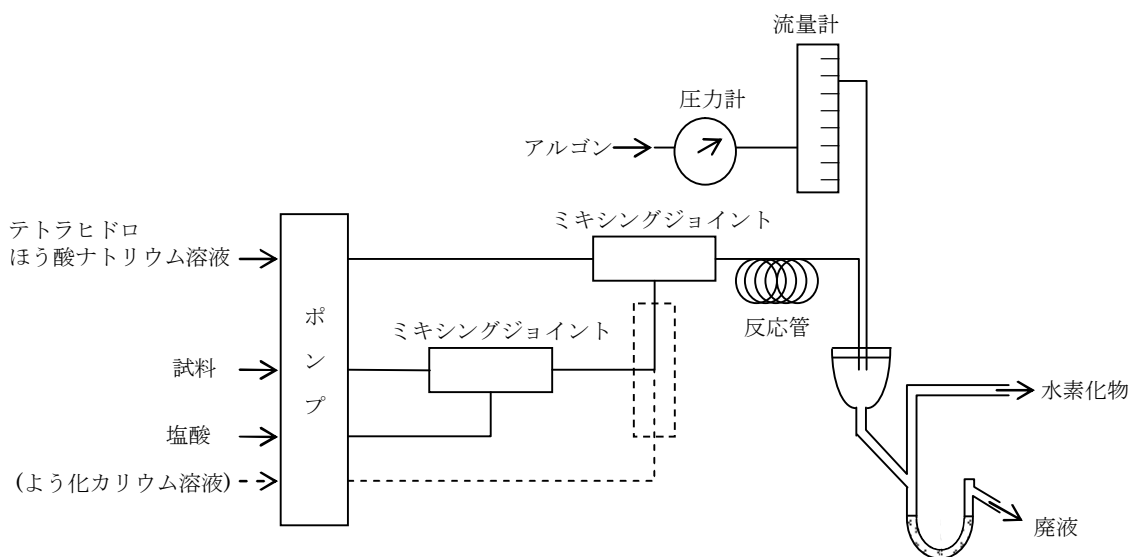 流量計
圧力計
アルゴン
テトラヒドロ
ほう酸ナトリウム溶液
ミキシングジョイント
ポンプ
ミキシングジョイント
反応管
試料
水素化物
塩酸
(よう化カリウム溶液)
廃液